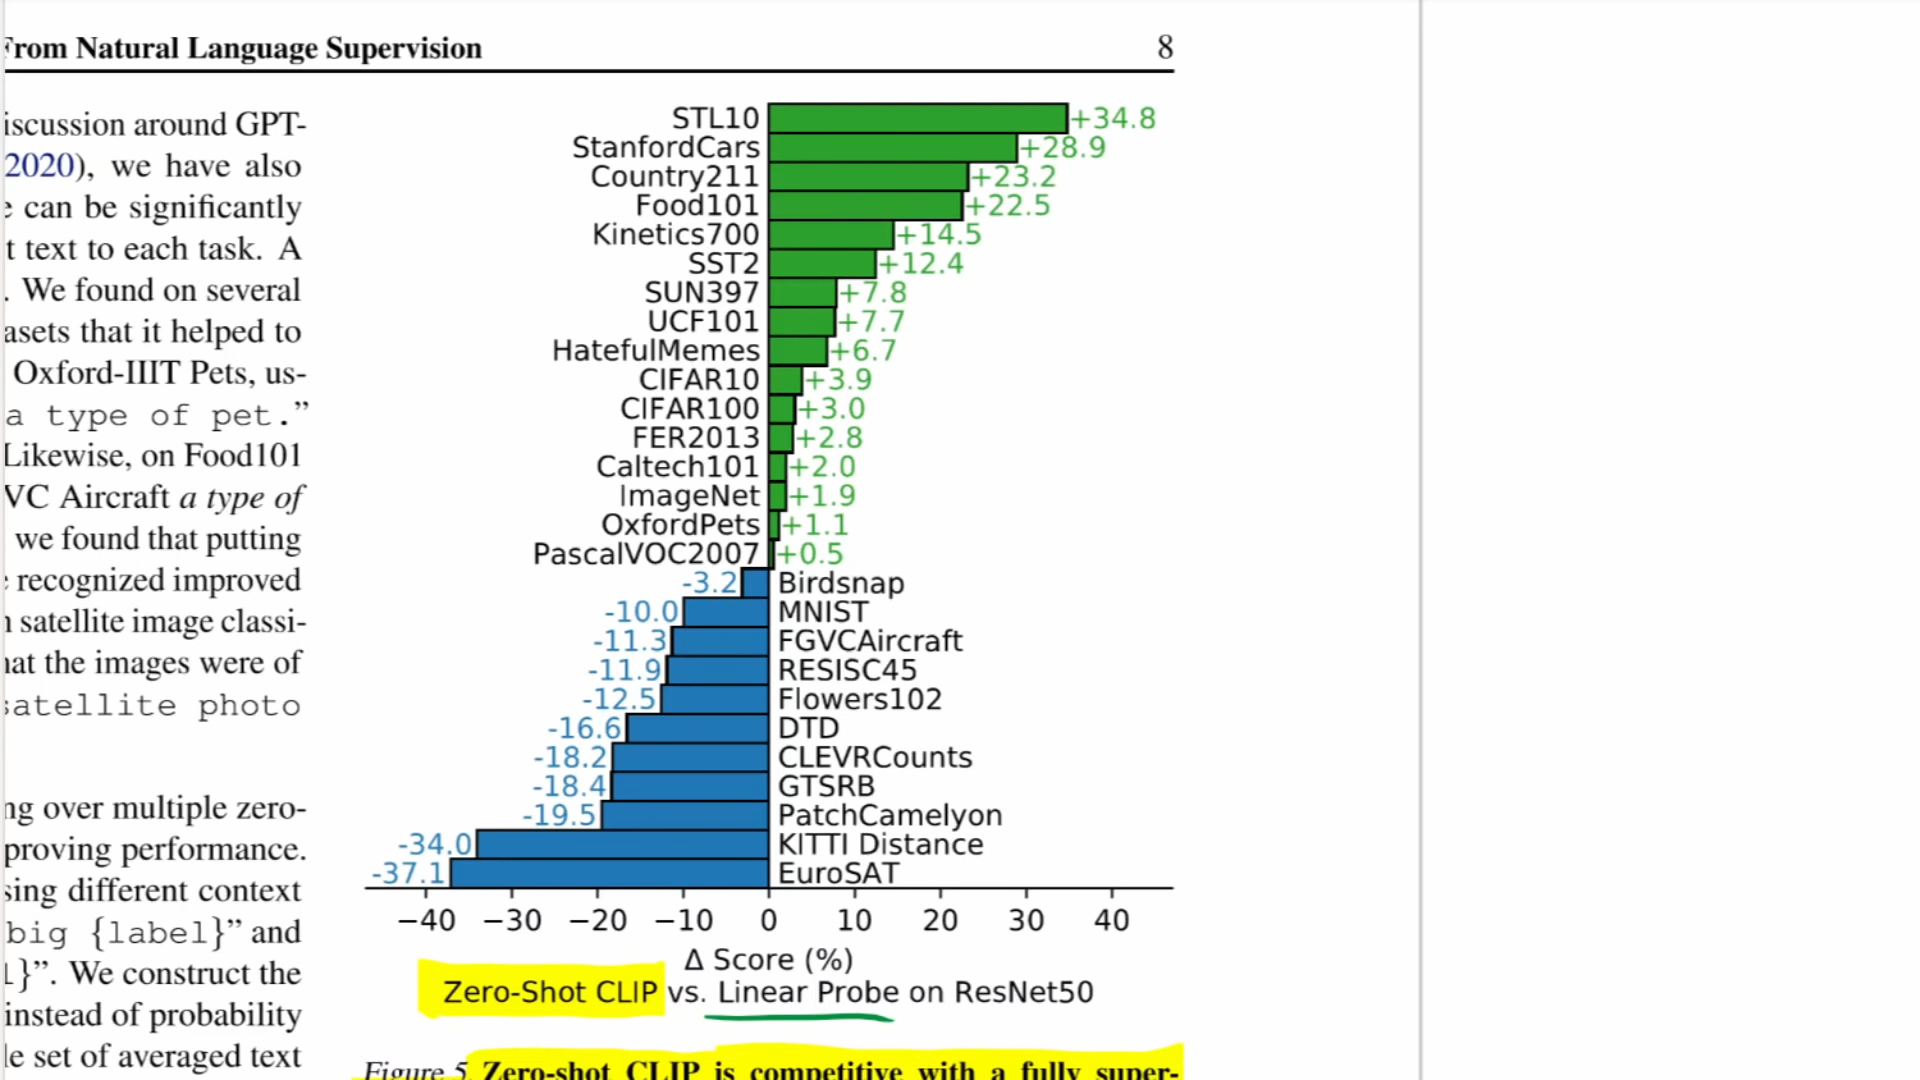 From Natural Language Supervision 8
iscussion around GPT-
2020), we have also
can be significantly
t text to each task. A
. We found on several
asets that it helped to
Oxford-IIIT Pets, us-
a type of pet.”
Likewise, on Food101
VC Aircraft a type of
we found that putting
recognized improved
satellite image classi-
hat the images were of
satellite photo
ng over multiple zero-
proving performance.
sing different context
big {label}” and
l}”. We construct the
instead of probability
le set of averaged text
STL10 +34.8
StanfordCars +28.9
Country211 +23.2
Food101 +22.5
Kinetics700 +14.5
SST2 +12.4
SUN397 +7.8
UCF101 +7.7
HatefulMemes +6.7
CIFAR10 +3.9
CIFAR100 +3.0
FER2013 +2.8
Caltech101 +2.0
ImageNet +1.9
OxfordPets +1.1
PascalVOC2007 +0.5
-3.2 Birdsnap
-10.0 MNIST
-11.3 FGVCAircraft
-11.9 RESISC45
-12.5 Flowers102
-16.6 DTD
-18.2 CLEVRCounts
-18.4 GTSRB
-19.5 PatchCamelyon
-34.0 KITTI Distance
-37.1 EuroSAT
−40 −30 −20 −10 0 10 20 30 40
Δ Score (%)
Zero-Shot CLIP vs. Linear Probe on ResNet50
Figure 5. Zero-shot CLIP is competitive with a fully super-